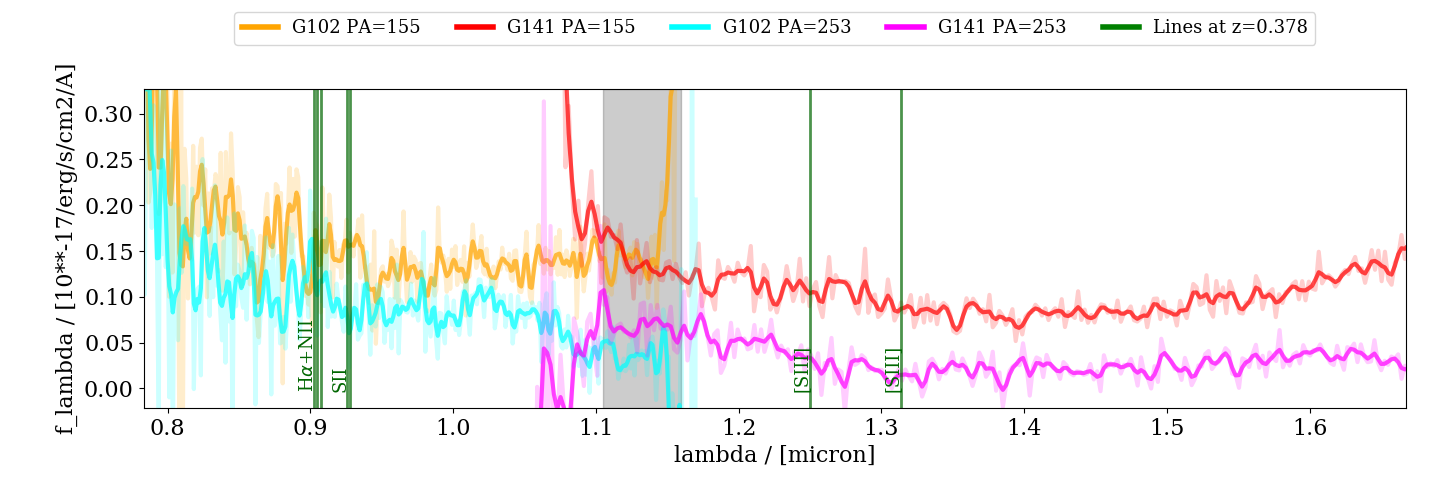 G102 PA=155 G141 PA=155 G102 PA=253 G141 PA=253 Lines at z=0.378
f_lambda / [10**-17/erg/s/cm2/A]
0.30
0.25
0.20
0.15
0.10
0.05
0.00
Hα+NII
SII
[SIII]
[SIII]
0.8 0.9 1.0 1.1 1.2 1.3 1.4 1.5 1.6
lambda / [micron]